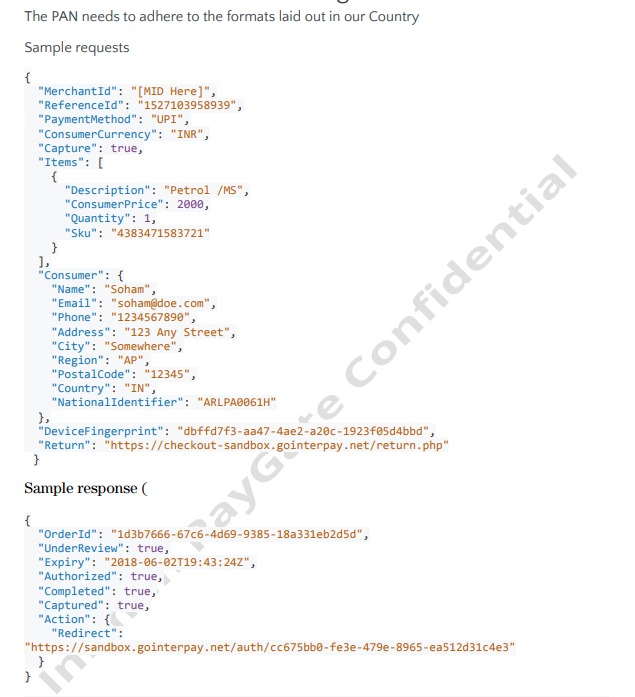 The PAN needs to adhere to the formats laid out in our Country
Sample requests
{
"MerchantId": "[MID Here]",
"ReferenceId": "1527103958939",
"PaymentMethod": "UPI",
"ConsumerCurrency": "INR",
"Capture": true,
"Items": [
{
"Description": "Petrol /MS",
"ConsumerPrice": 2000,
"Quantity": 1,
"Sku": "4383471583721"
}
],
"Consumer": {
"Name": "Soham",
"Email": "soham@doe.com",
"Phone": "1234567890",
"Address": "123 Any Street",
"City": "Somewhere",
"Region": "AP",
"PostalCode": "12345",
"Country": "IN",
"NationalIdentifier": "ARLPA0061H"
},
"DeviceFingerprint": "dbffd7f3-aa47-4ae2-a20c-1923f05d4bbd",
"Return": "https://checkout-sandbox.gointerpay.net/return.php"
}
Sample response (
{
"OrderId": "1d3b7666-67c6-4d69-9385-18a331eb2d5d",
"UnderReview": true,
"Expiry": "2018-06-02T19:43:24Z",
"Authorized": true,
"Completed": true,
"Captured": true,
"Action": {
"Redirect":
"https://sandbox.gointerpay.net/auth/cc675bb0-fe3e-479e-8965-ea512d31c4e3"
}
}
Confidential